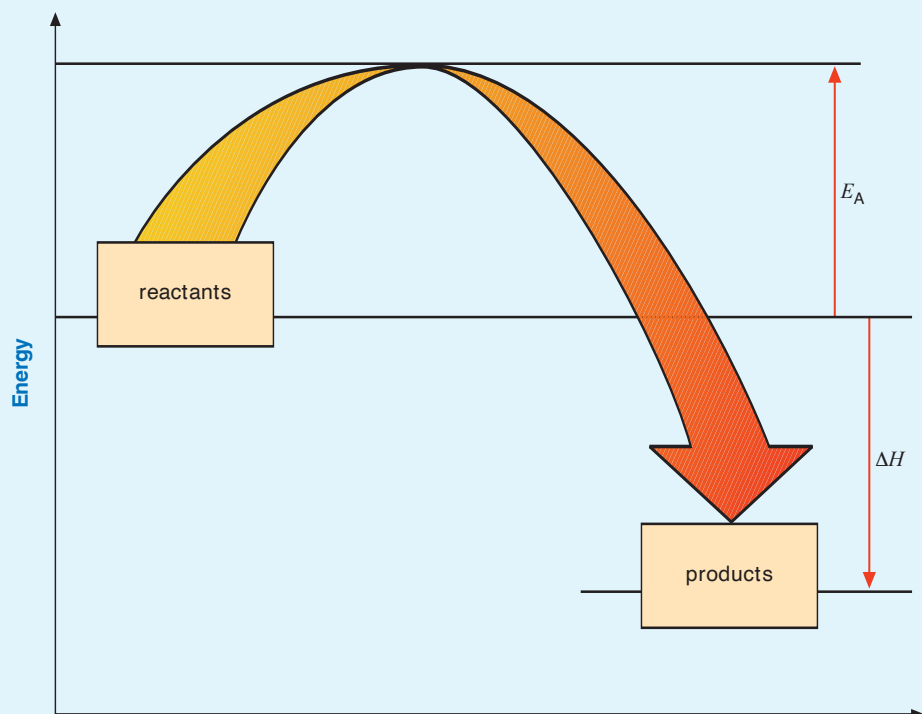 E_A
reactants
Energy
ΔH
products